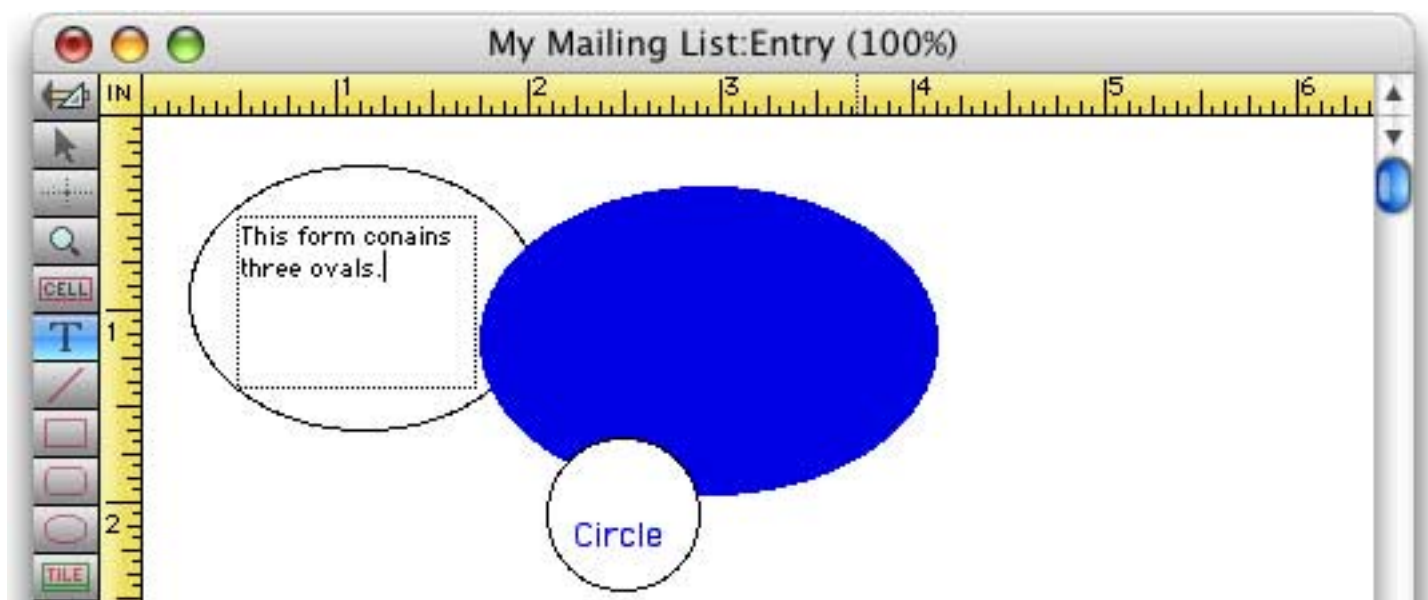 My Mailing List:Entry (100%)
IN 1 2 3 4 5 6
This form conains
three ovals.
CELL
T
1
2
Circle
TILE